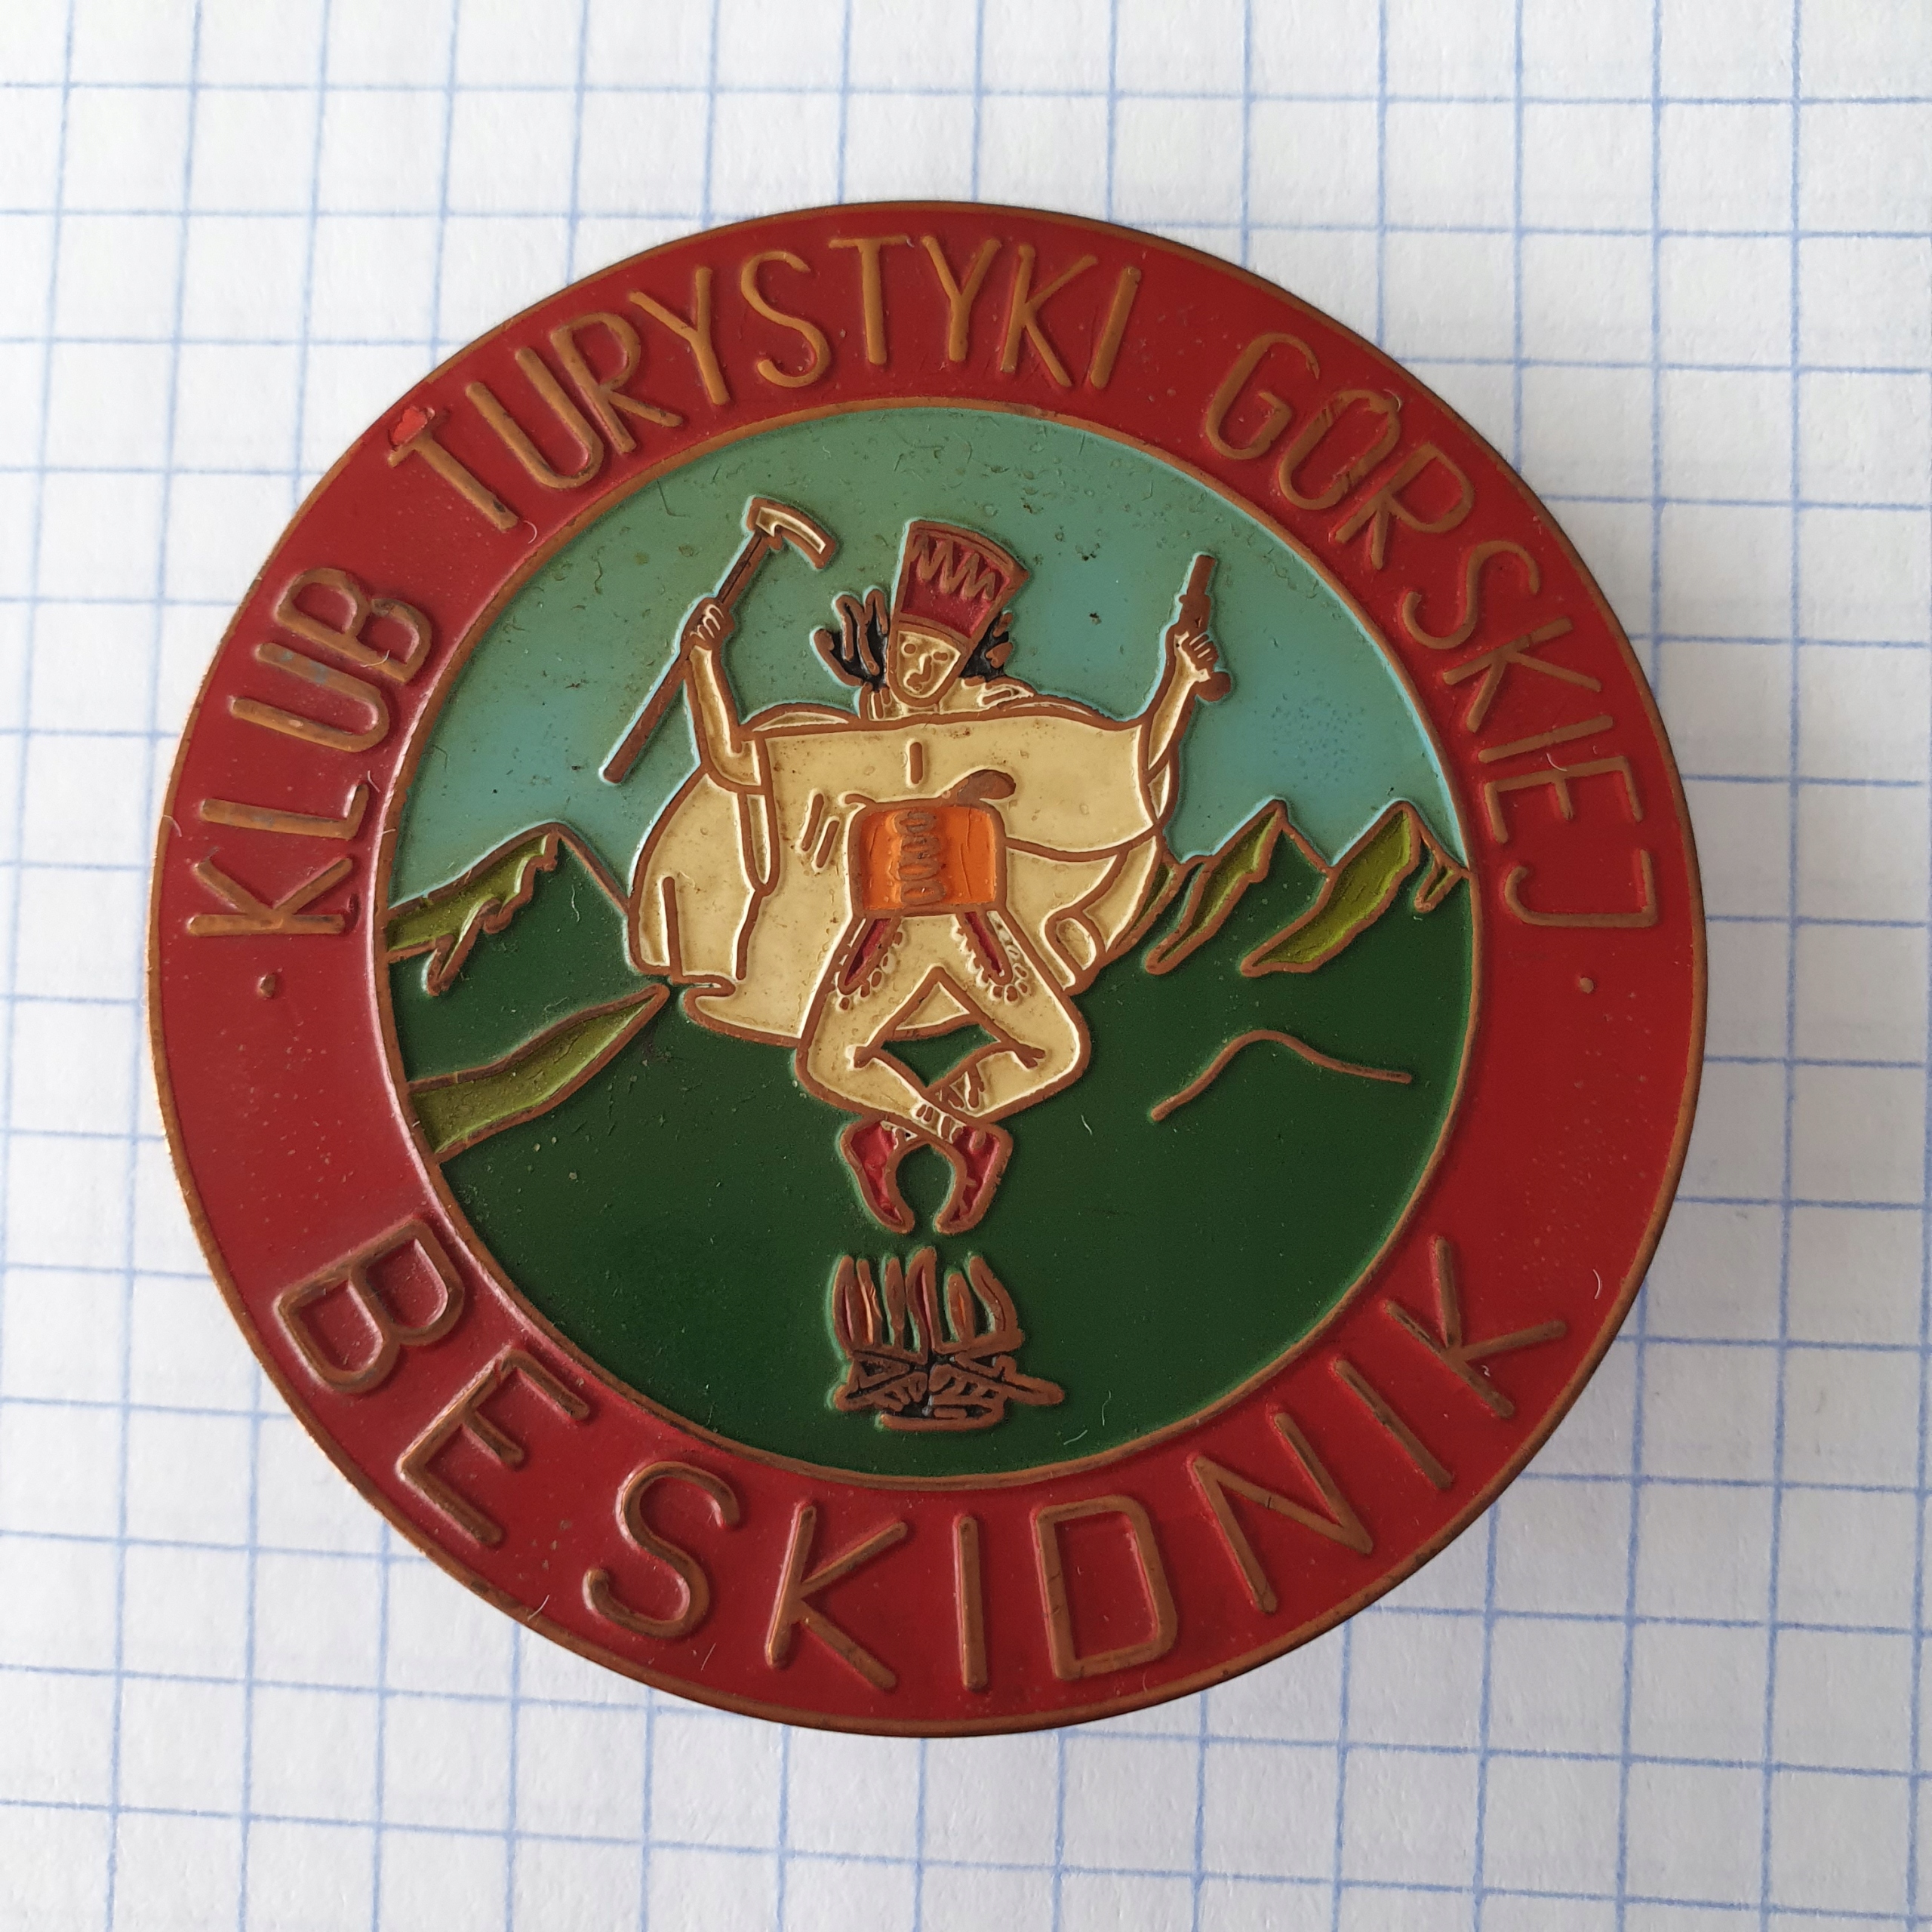 · KLUB TURYSTYKI GÓRSKIEJ ·
BESKIDNIK